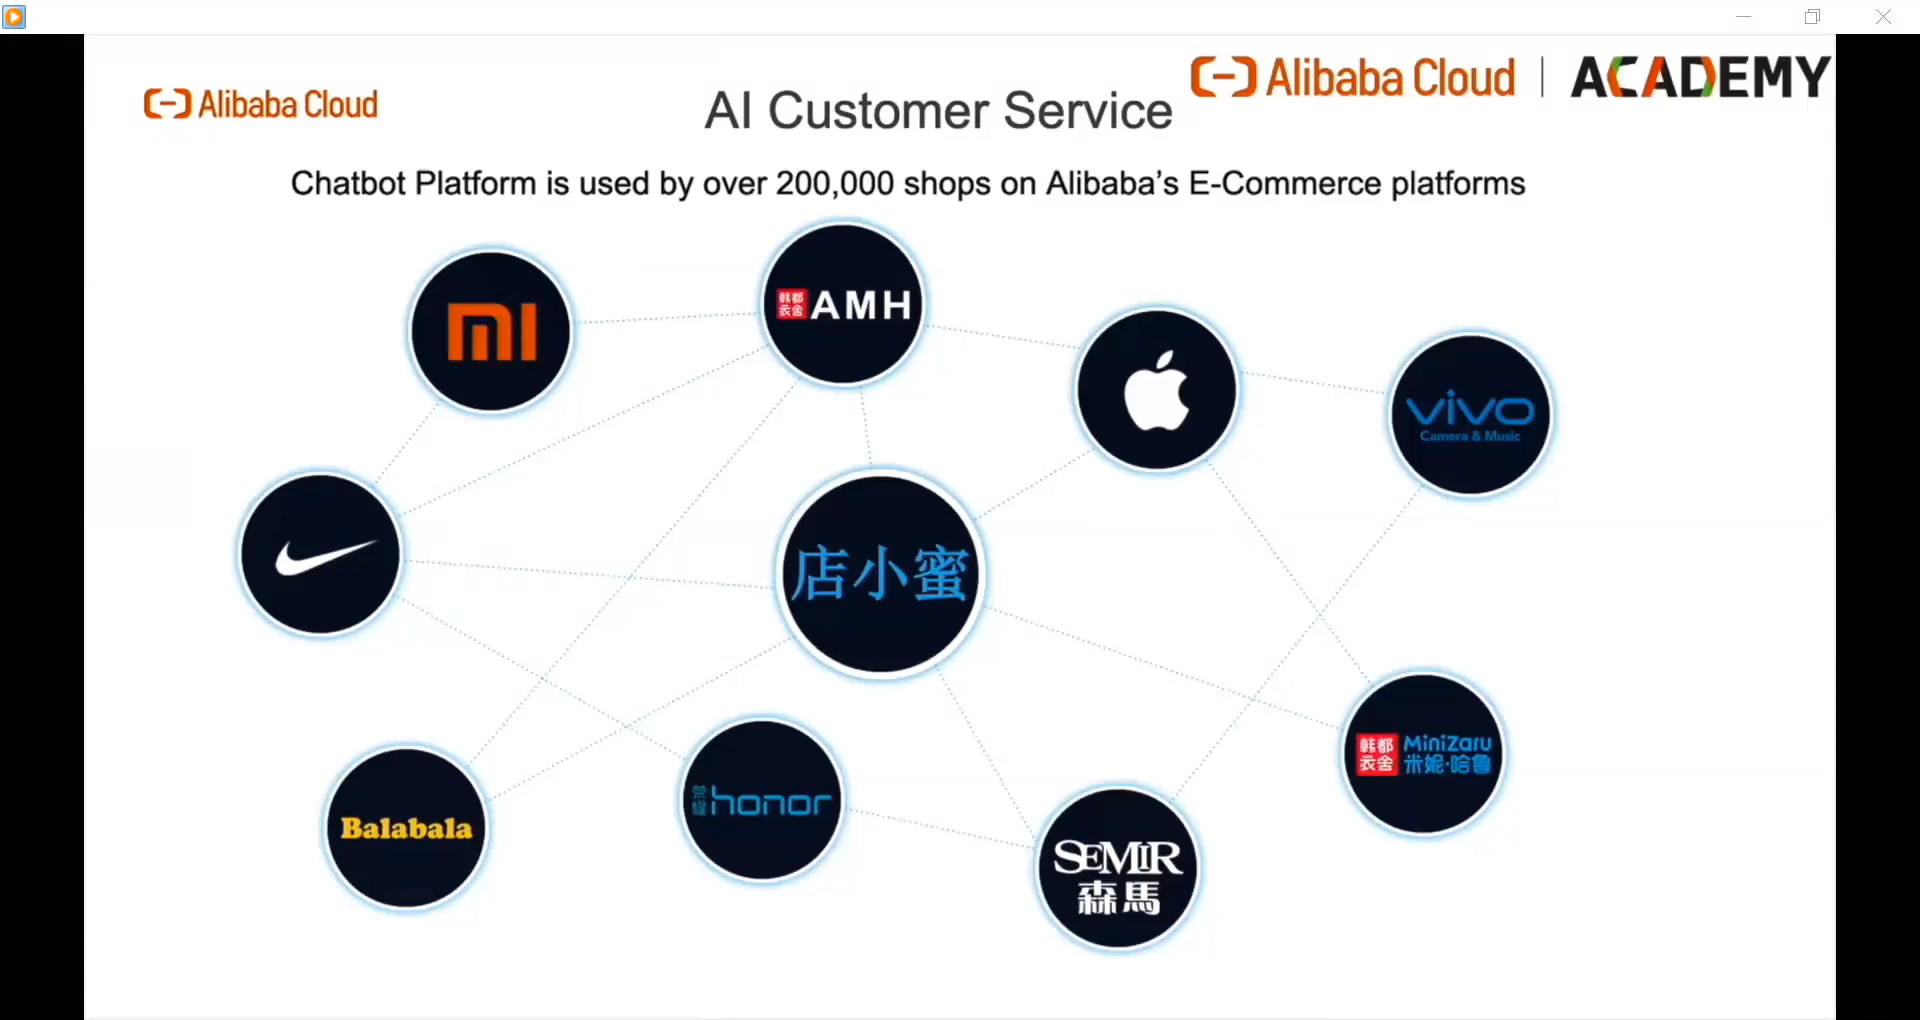 Alibaba Cloud
Alibaba Cloud | ACADEMY
AI Customer Service
Chatbot Platform is used by over 200,000 shops on Alibaba's E-Commerce platforms
mi
韩都衣舍 AMH
vivo
Camera & Music
店小蜜
韩都衣舍 MiniZaru
米妮·哈鲁
Balabala
荣耀 honor
SEMIR
森馬